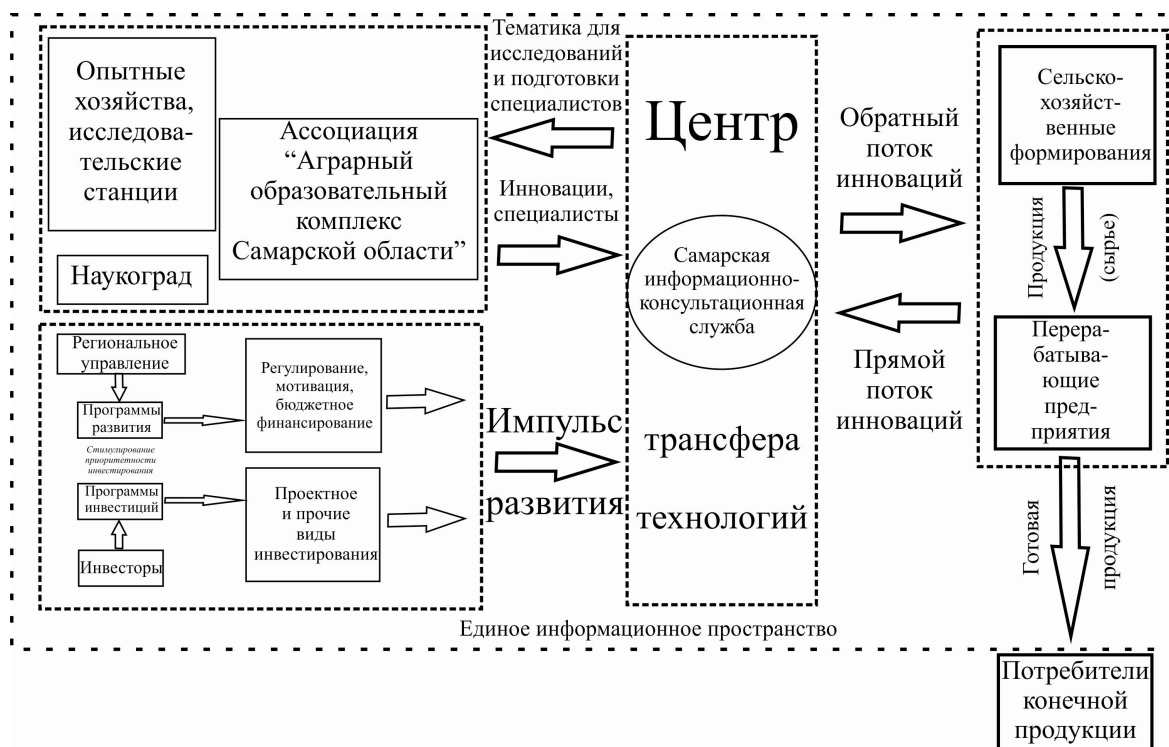 Опытные
хозяйства,
исследова-
тельские
станции
Ассоциация
“Аграрный
образовательный
комплекс
Самарской области”
Наукоград
Тематика для
исследований
и подготовки
специалистов
Инновации,
специалисты
Региональное
управление
Программы
развития
Стимулирование
приоритетности
инвестирования
Программы
инвестиций
Инвесторы
Регулирование,
мотивация,
бюджетное
финансирование
Проектное
и прочие
виды
инвестирования
Импульс
развития
Центр
Самарская
информационно-
консультационная
служба
трансфера
технологий
Обратный
поток
инноваций
Прямой
поток
инноваций
Сельско-
хозяйст-
венные
формирования
Продукция
(сырье)
Перера-
батыва-
ющие
пред-
приятия
Готовая
продукция
Единое информационное пространство
Потребители
конечной
продукции